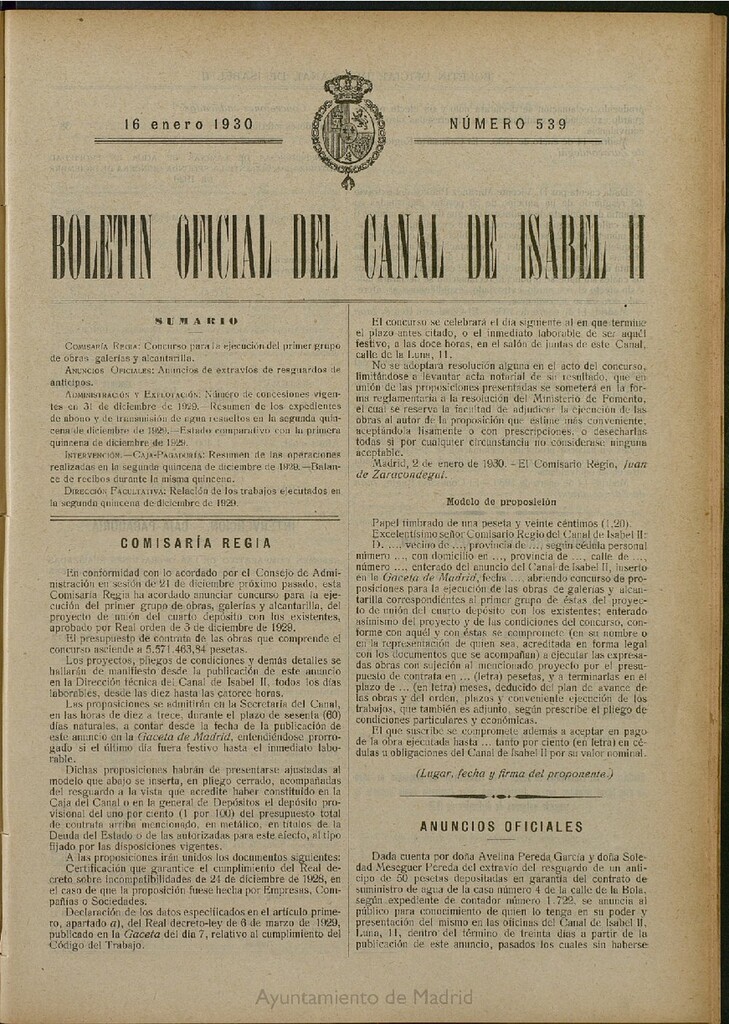 16 enero 1930
NÚMERO 539
BOLETIN OFICIAL DEL CANAL DE ISABEL II
SUMARIO
COMISARÍA REGIA: Concurso para la ejecución del primer grupo
de obras galerías y alcantarilla.
ANUNCIOS OFICIALES: Anuncios de extravíos de resguardos de
anticipos.
ADMINISTRACIÓN Y EXPLOTACIÓN: Número de concesiones vigen-
tes en 31 de diciembre de 1929.—Resumen de los expedientes
de abono y de transmisión de agua resueltos en la segunda quin-
cena de diciembre de 1929.—Estado comparativo con la primera
quincena de diciembre de 1929.
INTERVENCIÓN.—CAJA-PAGADURÍA: Resumen de las operaciones
realizadas en la segunda quincena de diciembre de 1929.—Balan-
ce de recibos durante la misma quincena.
DIRECCIÓN FACULTATIVA: Relación de los trabajos ejecutados en
la segunda quincena de diciembre de 1929.
COMISARÍA REGIA
En conformidad con lo acordado por el Consejo de Admi-
nistración en sesión de 21 de diciembre próximo pasado, esta
Comisaría Regia ha acordado anunciar concurso para la eje-
cución del primer grupo de obras, galerías y alcantarilla, del
proyecto de unión del cuarto depósito con los existentes,
aprobado por Real orden de 3 de diciembre de 1929.
El presupuesto de contrata de las obras que comprende el
concurso asciende a 5.571.463,84 pesetas.
Los proyectos, pliegos de condiciones y demás detalles se
hallarán de manifiesto desde la publicación de este anuncio
en la Dirección técnica del Canal de Isabel II, todos los días
laborables, desde las diez hasta las catorce horas.
Las proposiciones se admitirán en la Secretaría del Canal,
en las horas de diez a trece, durante el plazo de sesenta (60)
días naturales, a contar desde la fecha de la publicación de
este anuncio en la Gaceta de Madrid, entendiéndose prorro-
gado si el último día fuera festivo hasta el inmediato labo-
rable.
Dichas proposiciones habrán de presentarse ajustadas al
modelo que abajo se inserta, en pliego cerrado, acompañadas
del resguardo a la vista que acredite haber constituído en la
Caja del Canal o en la general de Depósitos el depósito pro-
visional del uno por ciento (1 por 100) del presupuesto total
de contrata arriba mencionado, en metálico, en títulos de la
Deuda del Estado o de las autorizadas para este efecto, al tipo
fijado por las disposiciones vigentes.
A las proposiciones irán unidos los documentos siguientes:
Certificación que garantice el cumplimiento del Real de-
creto sobre incompatibilidades de 24 de diciembre de 1928, en
el caso de que la proposición fuese hecha por Empresas, Com-
pañías o Sociedades.
Declaración de los datos especificados en el artículo prime-
ro, apartado a), del Real decreto-ley de 6 de marzo de 1929,
publicado en la Gaceta del día 7, relativo al cumplimiento del
Código del Trabajo.
El concurso se celebrará el día siguiente al en que termine
el plazo antes citado, o el inmediato laborable de ser aquél
festivo, a las doce horas, en el salón de juntas de este Canal,
calle de la Luna, 11.
No se adoptará resolución alguna en el acto del concurso,
limitándose a levantar acta notarial de su resultado, que en
unión de las proposiciones presentadas se someterá en la for-
ma reglamentaria a la resolución del Ministerio de Fomento,
el cual se reserva la facultad de adjudicar la ejecución de las
obras al autor de la proposición que estime más conveniente,
aceptándola lisamente o con prescripciones, o desecharlas
todas si por cualquier circunstancia no considerase ninguna
aceptable.
Madrid, 2 de enero de 1930. - El Comisario Regio, Juan
de Zaracondegui.
Modelo de proposición
Papel timbrado de una peseta y veinte céntimos (1,20).
Excelentísimo señor Comisario Regio del Canal de Isabel II:
D. ..., vecino de ..., provincia de ..., según cédula personal
número ..., con domicilio en ..., provincia de ..., calle de ...,
número ..., enterado del anuncio del Canal de Isabel II, inserto
en la Gaceta de Madrid, fecha ..., abriendo concurso de pro-
posiciones para la ejecución de las obras de galerías y alcan-
tarilla correspondientes al primer grupo de éstas del proyec-
to de unión del cuarto depósito con los existentes; enterado
asimismo del proyecto y de las condiciones del concurso, con-
forme con aquél y con éstas se compromete (en su nombre o
en la representación de quien sea, acreditada en forma legal
con los documentos que se acompañan) a ejecutar las expresa-
das obras con sujeción al mencionado proyecto por el presu-
puesto de contrata en ... (letra) pesetas, y a terminarlas en el
plazo de ... (en letra) meses, deducido del plan de avance de
las obras y del orden, plazos y conveniente ejecución de los
trabajos, que también es adjunto, según prescribe el pliego de
condiciones particulares y económicas.
El que suscribe se compromete además a aceptar en pago
de la obra ejecutada hasta ... tanto por ciento (en letra) en cé-
dulas u obligaciones del Canal de Isabel II por su valor nominal.
(Lugar, fecha y firma del proponente.)
ANUNCIOS OFICIALES
Dada cuenta por doña Avelina Pereda García y doña Sole-
dad Meseguer Pereda del extravío del resguardo de un anti-
cipo de 50 pesetas depositadas en garantía del contrato de
suministro de agua de la casa número 4 de la calle de la Bola,
según expediente de contador número 1.722, se anuncia al
público para conocimiento de quien lo tenga en su poder y
presentación del mismo en las oficinas del Canal de Isabel II,
Luna, 11, dentro del término de treinta días a partir de la
publicación de este anuncio, pasados los cuales sin haberse
Ayuntamiento de Madrid